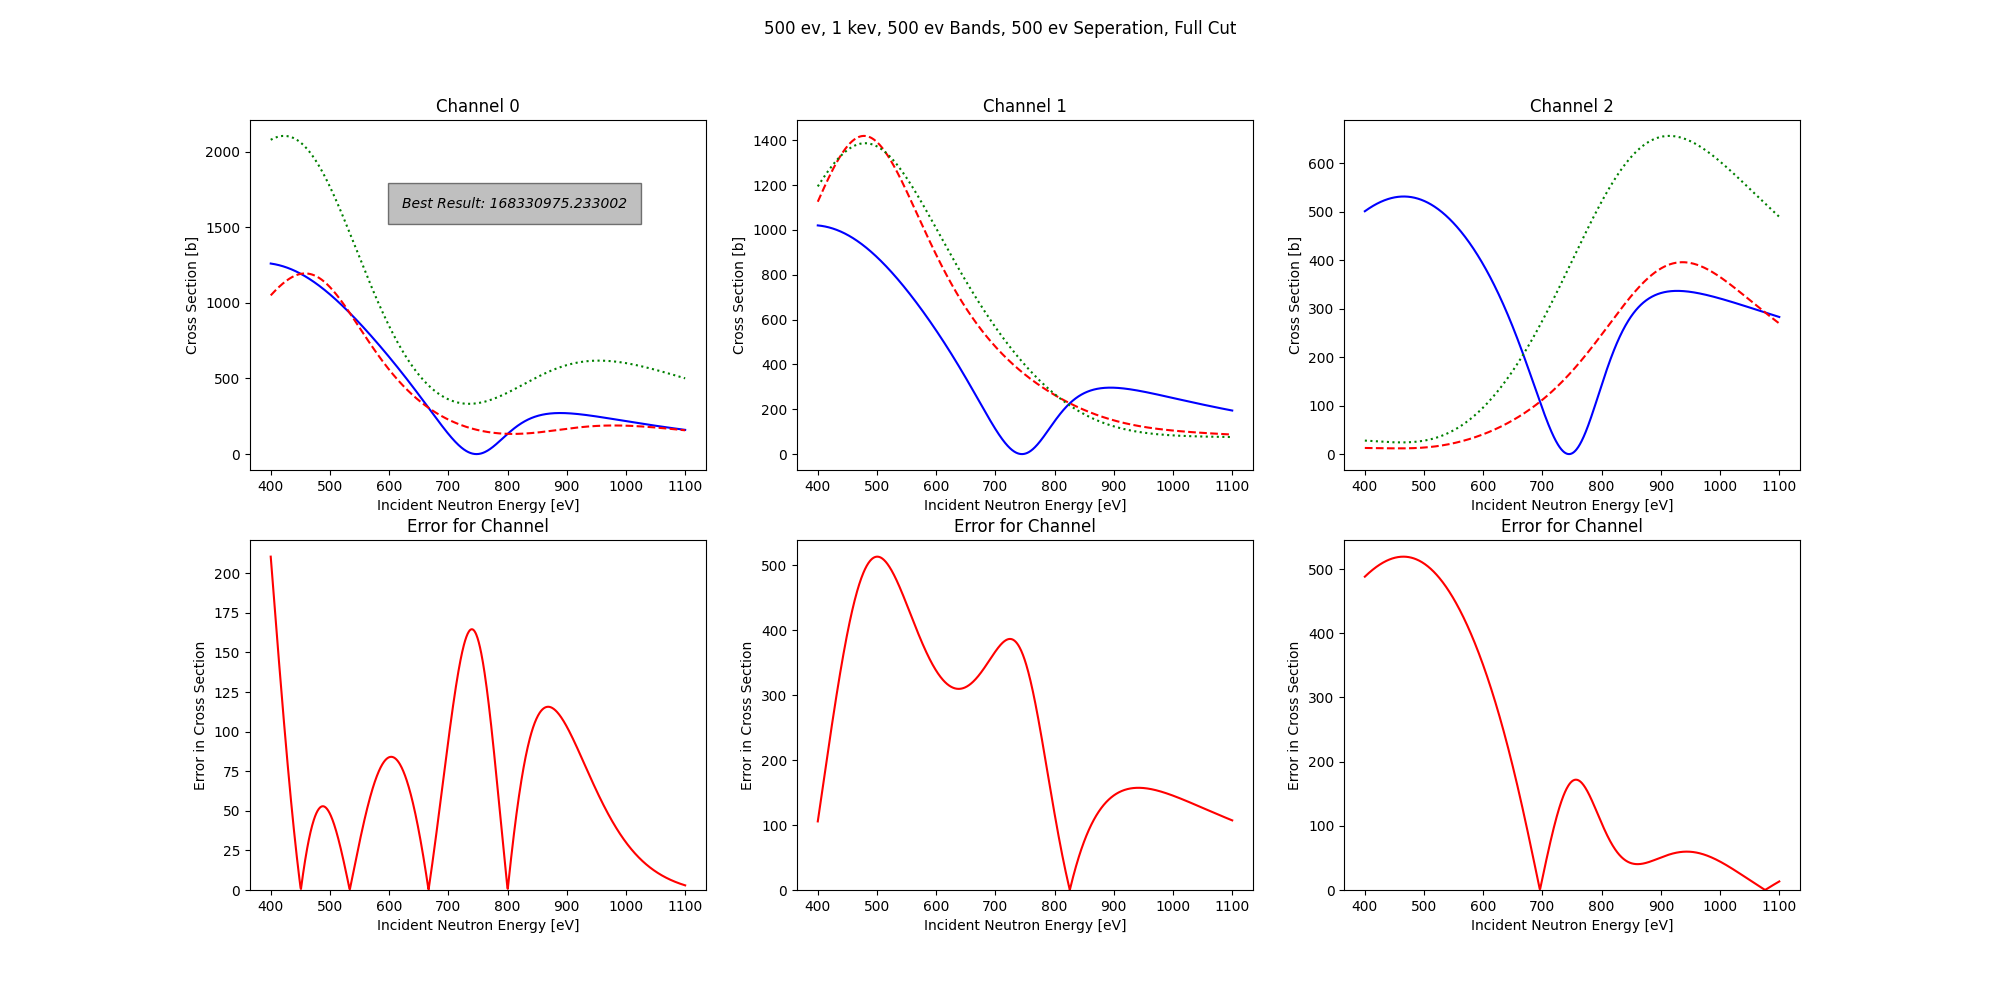 500 ev, 1 kev, 500 ev Bands, 500 ev Seperation, Full Cut
Channel 0
Cross Section [b]
2000
1500
1000
500
0
Best Result: 168330975.233002
400 500 600 700 800 900 1000 1100
Incident Neutron Energy [eV]
Channel 1
Cross Section [b]
1400
1200
1000
800
600
400
200
0
400 500 600 700 800 900 1000 1100
Incident Neutron Energy [eV]
Channel 2
Cross Section [b]
600
500
400
300
200
100
0
400 500 600 700 800 900 1000 1100
Incident Neutron Energy [eV]
Error for Channel
Error in Cross Section
200
175
150
125
100
75
50
25
0
400 500 600 700 800 900 1000 1100
Incident Neutron Energy [eV]
Error for Channel
Error in Cross Section
500
400
300
200
100
0
400 500 600 700 800 900 1000 1100
Incident Neutron Energy [eV]
Error for Channel
Error in Cross Section
500
400
300
200
100
0
400 500 600 700 800 900 1000 1100
Incident Neutron Energy [eV]